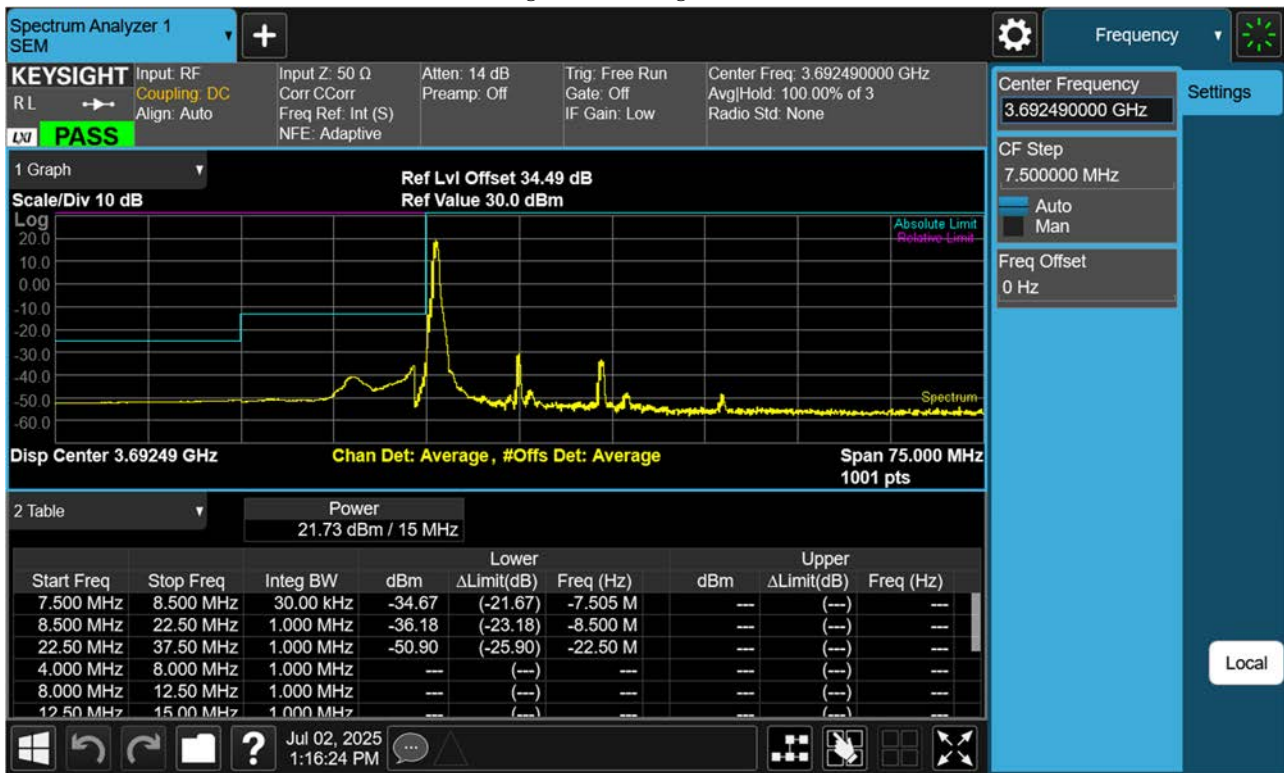 Spectrum Analyzer 1
SEM
Frequency
KEYSIGHT
R L
LXI
PASS
Input: RF
Coupling: DC
Align: Auto
Input Z: 50 Ω
Corr CCorr
Freq Ref: Int (S)
NFE: Adaptive
Atten: 14 dB
Preamp: Off
Trig: Free Run
Gate: Off
IF Gain: Low
Center Freq: 3.692490000 GHz
Avg|Hold: 100.00% of 3
Radio Std: None
Center Frequency
3.692490000 GHz
Settings
CF Step
7.500000 MHz
Auto
Man
Freq Offset
0 Hz
1 Graph
Scale/Div 10 dB
Ref Lvl Offset 34.49 dB
Ref Value 30.0 dBm
Log
Absolute Limit
Relative Limit
20.0
10.0
0.00
-10.0
-20.0
-30.0
-40.0
-50.0
-60.0
Spectrum
Disp Center 3.69249 GHz
Chan Det: Average, #Offs Det: Average
Span 75.000 MHz
1001 pts
2 Table
Power
21.73 dBm / 15 MHz
Lower Upper
Start Freq Stop Freq Integ BW dBm ΔLimit(dB) Freq (Hz) dBm ΔLimit(dB) Freq (Hz)
7.500 MHz 8.500 MHz 30.00 kHz -34.67 (-21.67) -7.505 M --- (---) ---
8.500 MHz 22.50 MHz 1.000 MHz -36.18 (-23.18) -8.500 M --- (---) ---
22.50 MHz 37.50 MHz 1.000 MHz -50.90 (-25.90) -22.50 M --- (---) ---
4.000 MHz 8.000 MHz 1.000 MHz --- (---) --- --- (---) ---
8.000 MHz 12.50 MHz 1.000 MHz --- (---) --- --- (---) ---
12.50 MHz 15.00 MHz 1.000 MHz --- (---) --- --- (---) ---
Local
?
Jul 02, 2025
1:16:24 PM